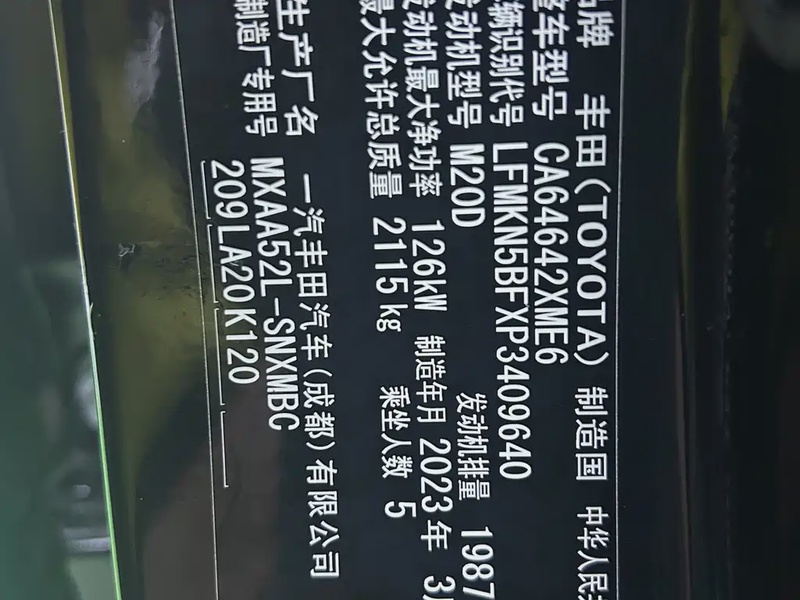 品牌 丰田(TOYOTA) 制造国 中华人民
整车型号 CA64642XME6
车辆识别代号 LFMKN5BFXP3409640
发动机型号 M20D 发动机排量 1987
发动机最大净功率 126kW 制造年月 2023年 3月
最大允许总质量 2115kg 乘坐人数 5
生产厂名 一汽丰田汽车(成都)有限公司
制造厂专用号 MXAA52L-SNXMBC
209LA20K120